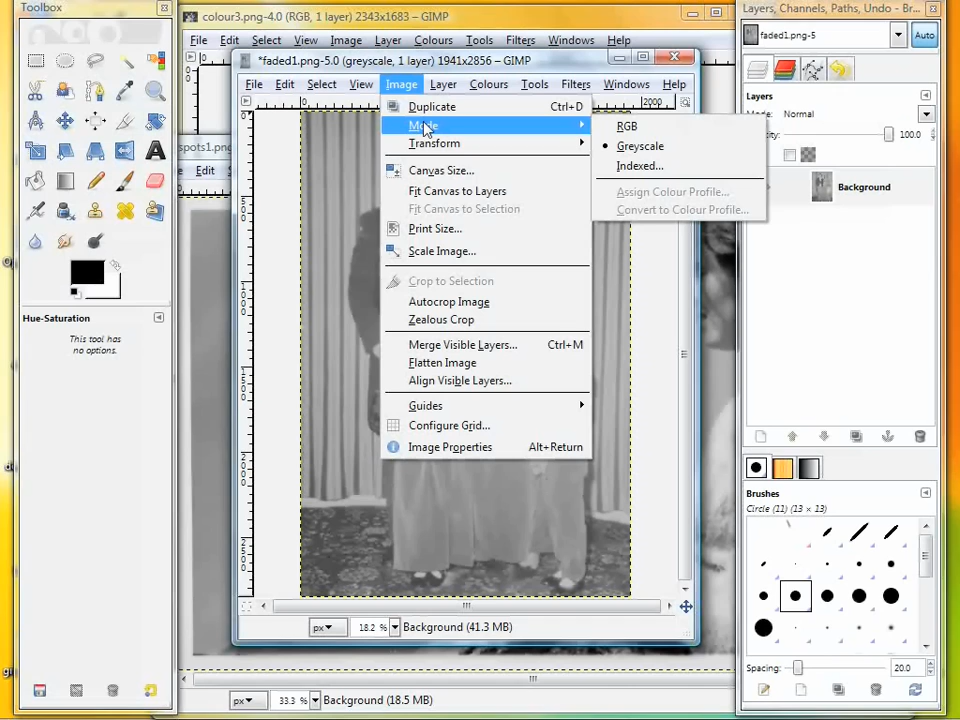 Toolbox
colour3.png-4.0 (RGB, 1 layer) 2343x1683 – GIMP
Layers, Channels, Paths, Undo - Br...
File Edit Select View Image Layer Colours Tools Filters Windows Help
faded1.png-5
Auto
*faded1.png-5.0 (greyscale, 1 layer) 1941x2856 – GIMP
File Edit Select View Image Layer Colours Tools Filters Windows Help
0
2000
Duplicate Ctrl+D
Mode
Transform
Canvas Size...
Fit Canvas to Layers
Fit Canvas to Selection
Print Size...
Scale Image...
Crop to Selection
Autocrop Image
Zealous Crop
Merge Visible Layers... Ctrl+M
Flatten Image
Align Visible Layers...
Guides
Configure Grid...
Image Properties Alt+Return
RGB
Greyscale
Indexed...
Assign Colour Profile...
Convert to Colour Profile...
Layers
Mode: Normal
100.0
Background
spots1.png
Edit
Hue-Saturation
This tool has
no options.
Brushes
Circle (11) (13 × 13)
Spacing: 20.0
px 18.2 % Background (41.3 MB)
px 33.3 % Background (18.5 MB)